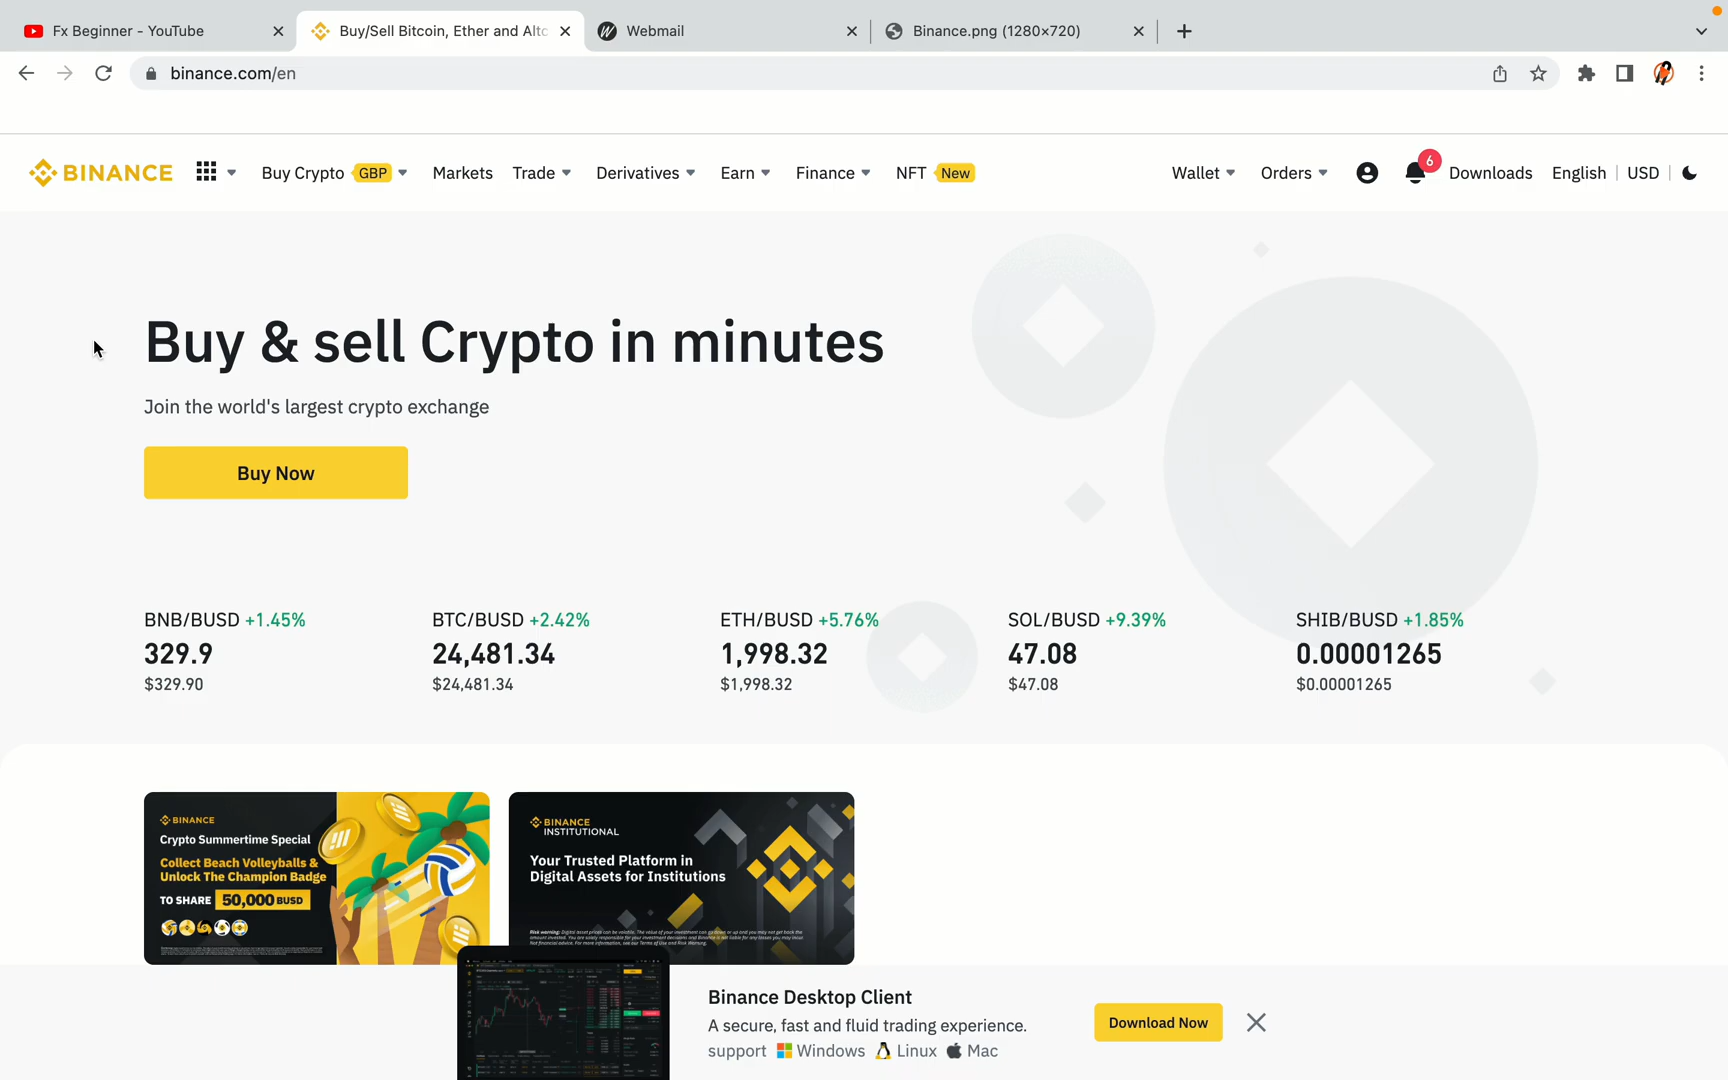 Fx Beginner - YouTube
Buy/Sell Bitcoin, Ether and Altc
Webmail
Binance.png (1280×720)
binance.com/en
BINANCE
Buy Crypto GBP
Markets
Trade
Derivatives
Earn
Finance
NFT New
Wallet
Orders
6
Downloads
English
USD
Buy & sell Crypto in minutes
Join the world's largest crypto exchange
Buy Now
BNB/BUSD +1.45%
329.9
$329.90
BTC/BUSD +2.42%
24,481.34
$24,481.34
ETH/BUSD +5.76%
1,998.32
$1,998.32
SOL/BUSD +9.39%
47.08
$47.08
SHIB/BUSD +1.85%
0.00001265
$0.00001265
BINANCE
Crypto Summertime Special
Collect Beach Volleyballs &
Unlock The Champion Badge
TO SHARE 50,000 BUSD
BINANCE
INSTITUTIONAL
Your Trusted Platform in
Digital Assets for Institutions
Binance Desktop Client
A secure, fast and fluid trading experience.
support Windows Linux Mac
Download Now